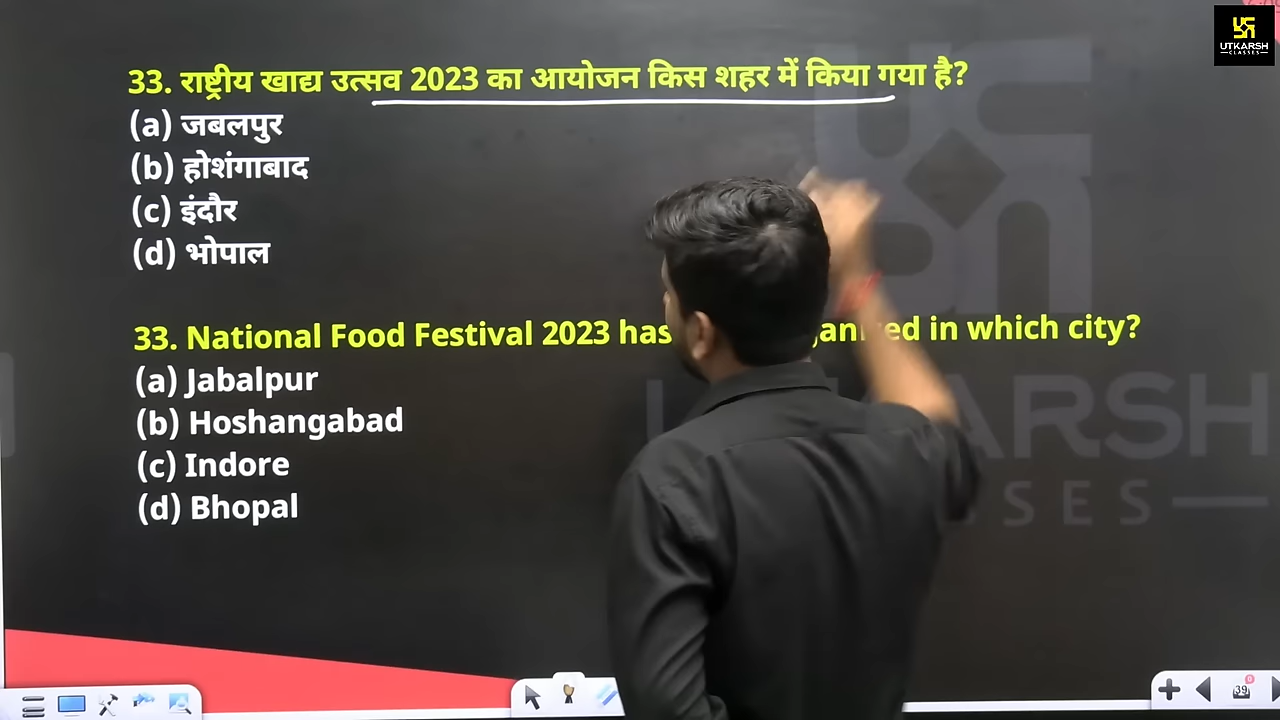 33. राष्ट्रीय खाद्य उत्सव 2023 का आयोजन किस शहर में किया गया है?
(a) जबलपुर
(b) होशंगाबाद
(c) इंदौर
(d) भोपाल
33. National Food Festival 2023 has in which city?
(a) Jabalpur
(b) Hoshangabad
(c) Indore
(d) Bhopal
UTKARSH
CLASSES
39